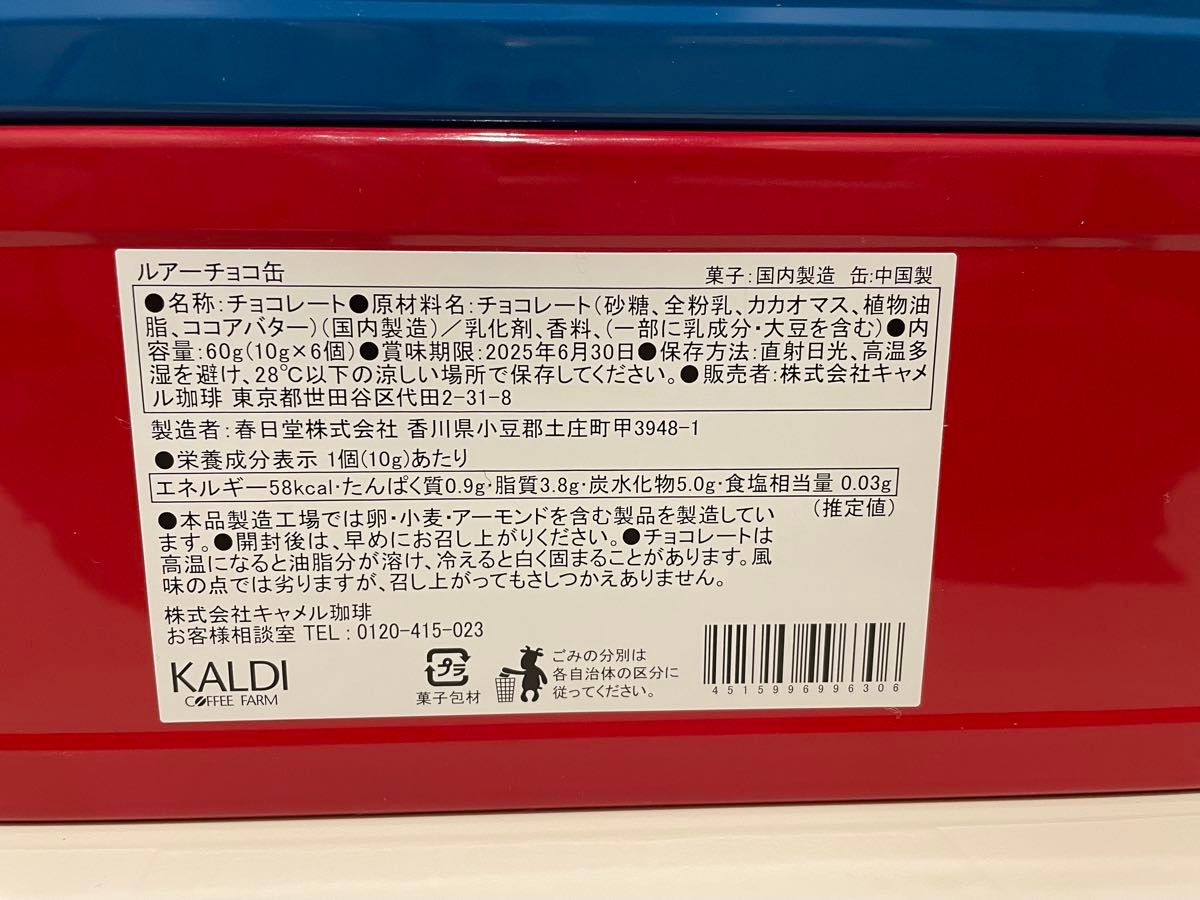 ルアーチョコ缶
菓子:国内製造 缶:中国製
●名称:チョコレート●原材料名:チョコレート(砂糖、全粉乳、カカオマス、植物油
脂、ココアバター)(国内製造)/乳化剤、香料、(一部に乳成分・大豆を含む)●内
容量:60g(10g×6個)●賞味期限:2025年6月30日●保存方法:直射日光、高温多
湿を避け、28℃以下の涼しい場所で保存してください。●販売者:株式会社キャメ
ル珈琲 東京都世田谷区代田2-31-8
製造者:春日堂株式会社 香川県小豆郡土庄町甲3948-1
●栄養成分表示 1個(10g)あたり
エネルギー58kcal・たんぱく質0.9g・脂質3.8g・炭水化物5.0g・食塩相当量 0.03g
(推定値)
●本品製造工場では卵・小麦・アーモンドを含む製品を製造してい
ます。●開封後は、早めにお召し上がりください。●チョコレートは
高温になると油脂分が溶け、冷えると白く固まることがあります。風
味の点では劣りますが、召し上がってもさしつかえありません。
株式会社キャメル珈琲
お客様相談室 TEL:0120-415-023
KALDI
COFFEE FARM
プラ
菓子包材
ごみの分別は
各自治体の区分に
従ってください。
4515996996306